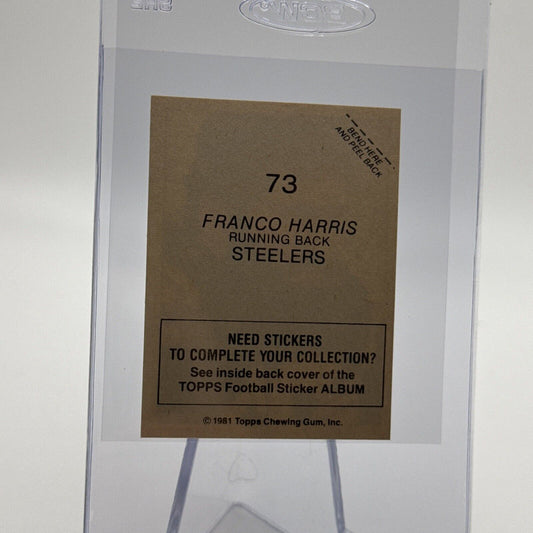 BEND HERE
AND PEEL BACK
73
FRANCO HARRIS
RUNNING BACK
STEELERS
NEED STICKERS
TO COMPLETE YOUR COLLECTION?
See inside back cover of the
TOPPS Football Sticker ALBUM
© 1981 Topps Chewing Gum, Inc.